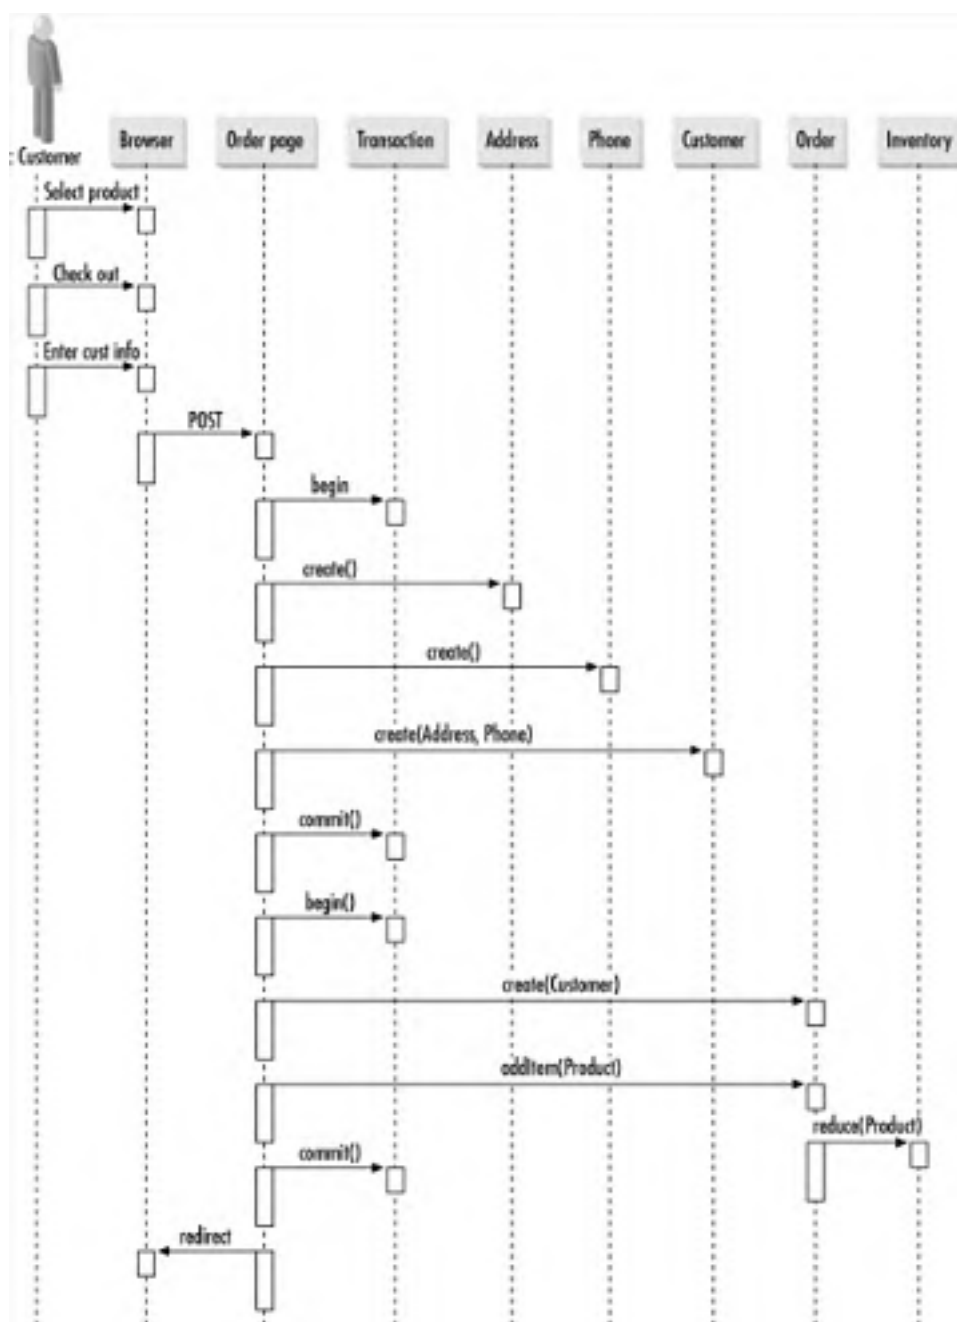 : Customer
Browser
Order page
Transaction
Address
Phone
Customer
Order
Inventory
Select product
Check out
Enter cust info
POST
begin
create()
create()
create(Address, Phone)
commit()
begin()
create(Customer)
addItem(Product)
reduce(Product)
commit()
redirect